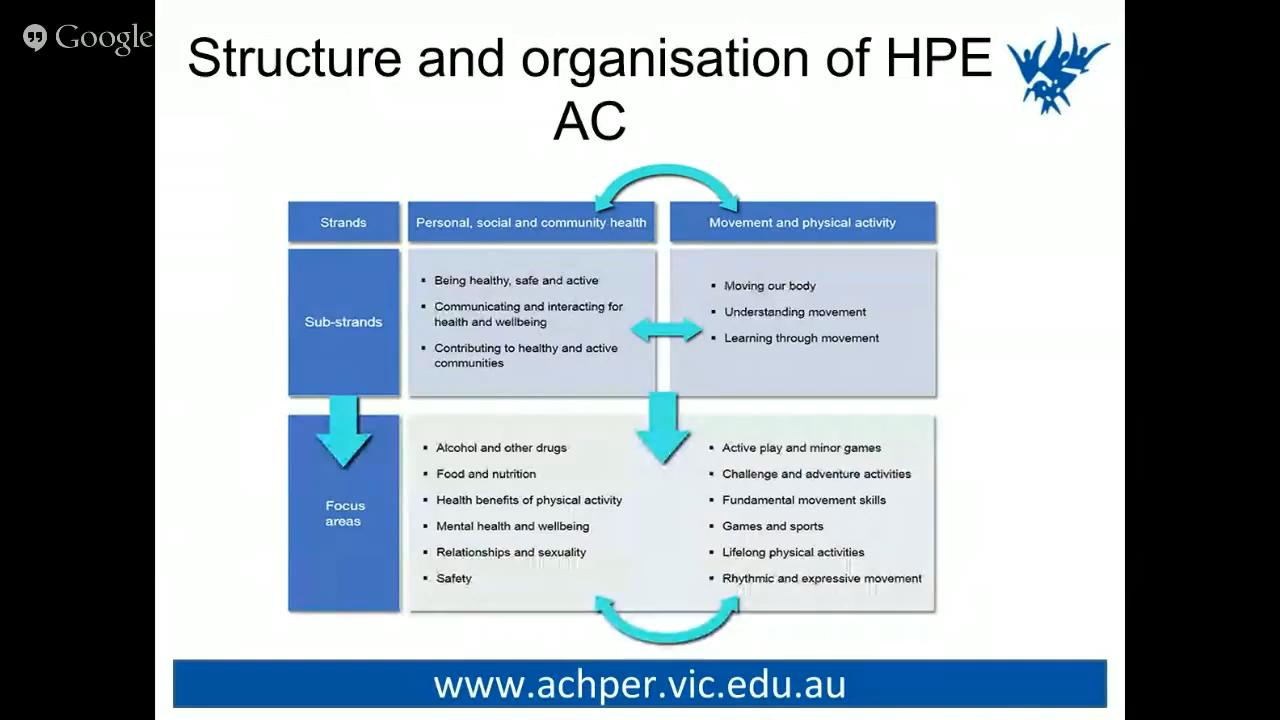 Google
Structure and organisation of HPE
AC
Strands
Personal, social and community health
Movement and physical activity
Sub-strands
Being healthy, safe and active
Communicating and interacting for
health and wellbeing
Contributing to healthy and active
communities
Moving our body
Understanding movement
Learning through movement
Focus
areas
Alcohol and other drugs
Food and nutrition
Health benefits of physical activity
Mental health and wellbeing
Relationships and sexuality
Safety
Active play and minor games
Challenge and adventure activities
Fundamental movement skills
Games and sports
Lifelong physical activities
Rhythmic and expressive movement
www.achper.vic.edu.au